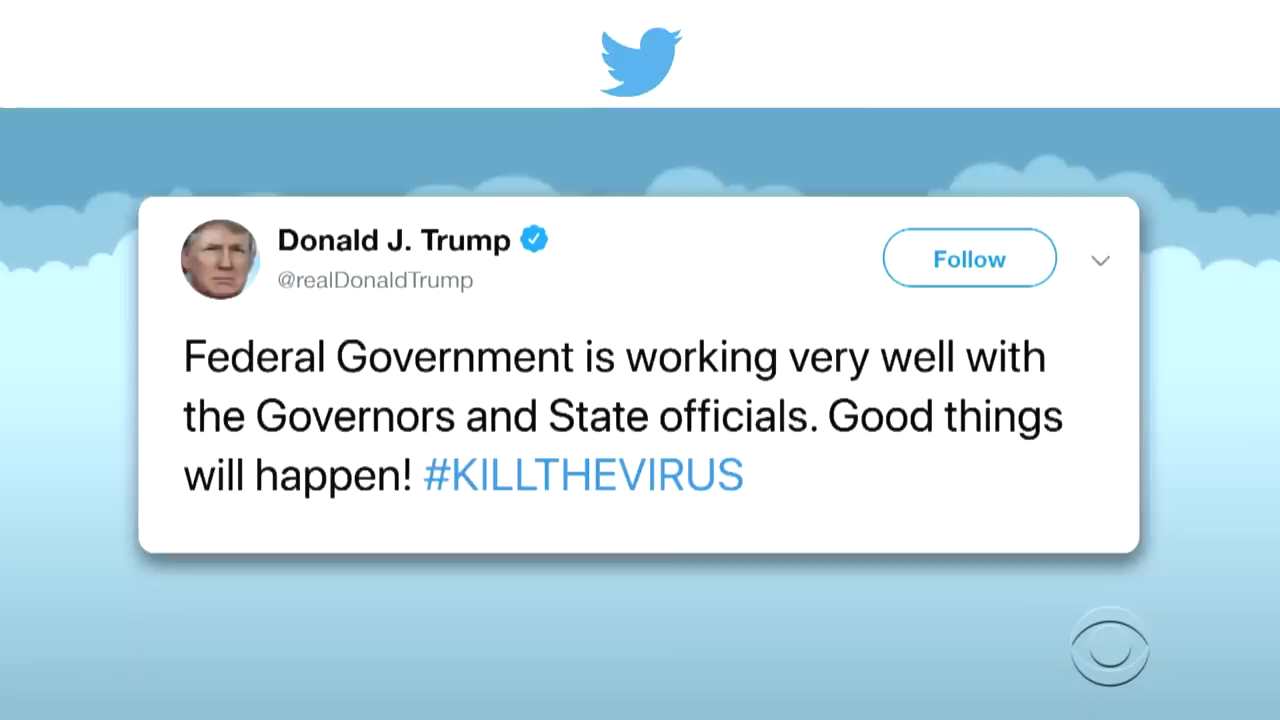 Donald J. Trump
@realDonaldTrump
Follow
Federal Government is working very well with
the Governors and State officials. Good things
will happen! #KILLTHEVIRUS